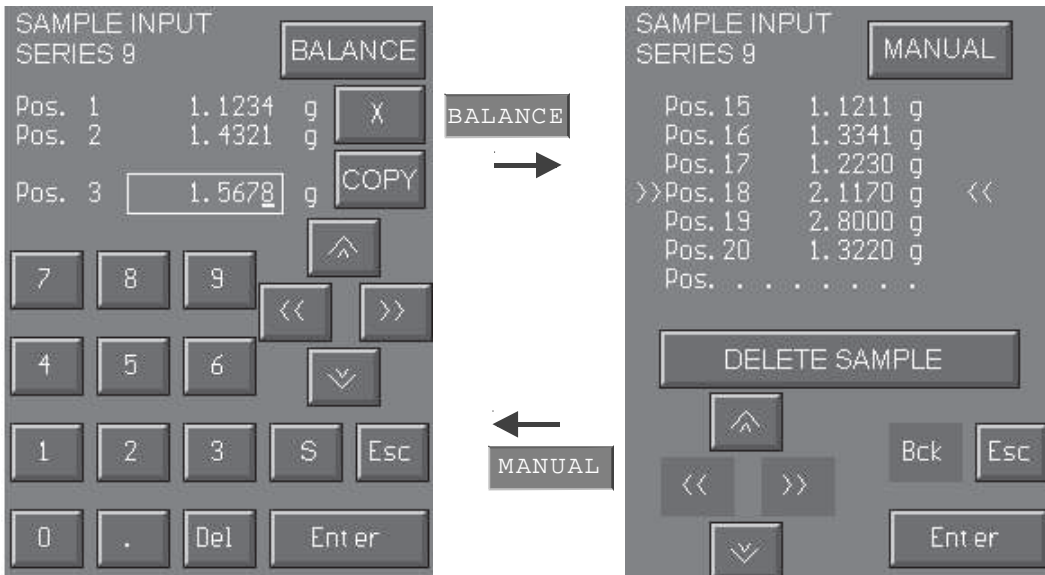 SAMPLE INPUT
SERIES 9
BALANCE
Pos. 1 1.1234 g
Pos. 2 1.4321 g
X
COPY
Pos. 3 1.5678 g
7 8 9
<< >>
4 5 6
1 2 3 S Esc
0 . Del Enter
BALANCE
MANUAL
SAMPLE INPUT
SERIES 9
MANUAL
Pos. 15 1.1211 g
Pos. 16 1.3341 g
Pos. 17 1.2230 g
>>Pos. 18 2.1170 g <<
Pos. 19 2.8000 g
Pos. 20 1.3220 g
Pos. . . . . . . . .
DELETE SAMPLE
<< >>
Bck Esc
Enter